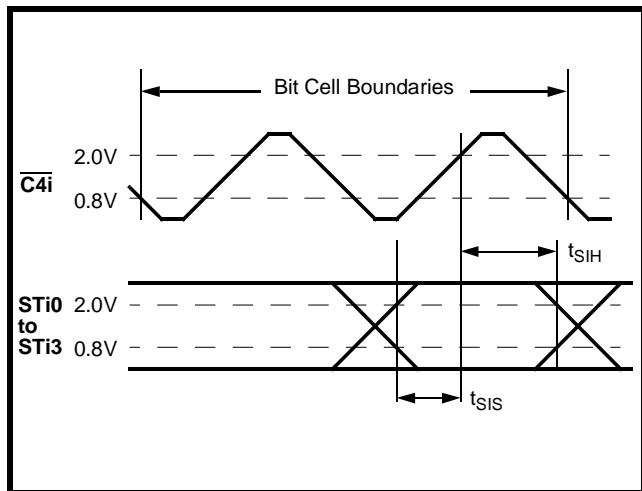 Bit Cell Boundaries
C4i
2.0V
0.8V
tSIH
STi0
to
STi3
2.0V
0.8V
tSIS